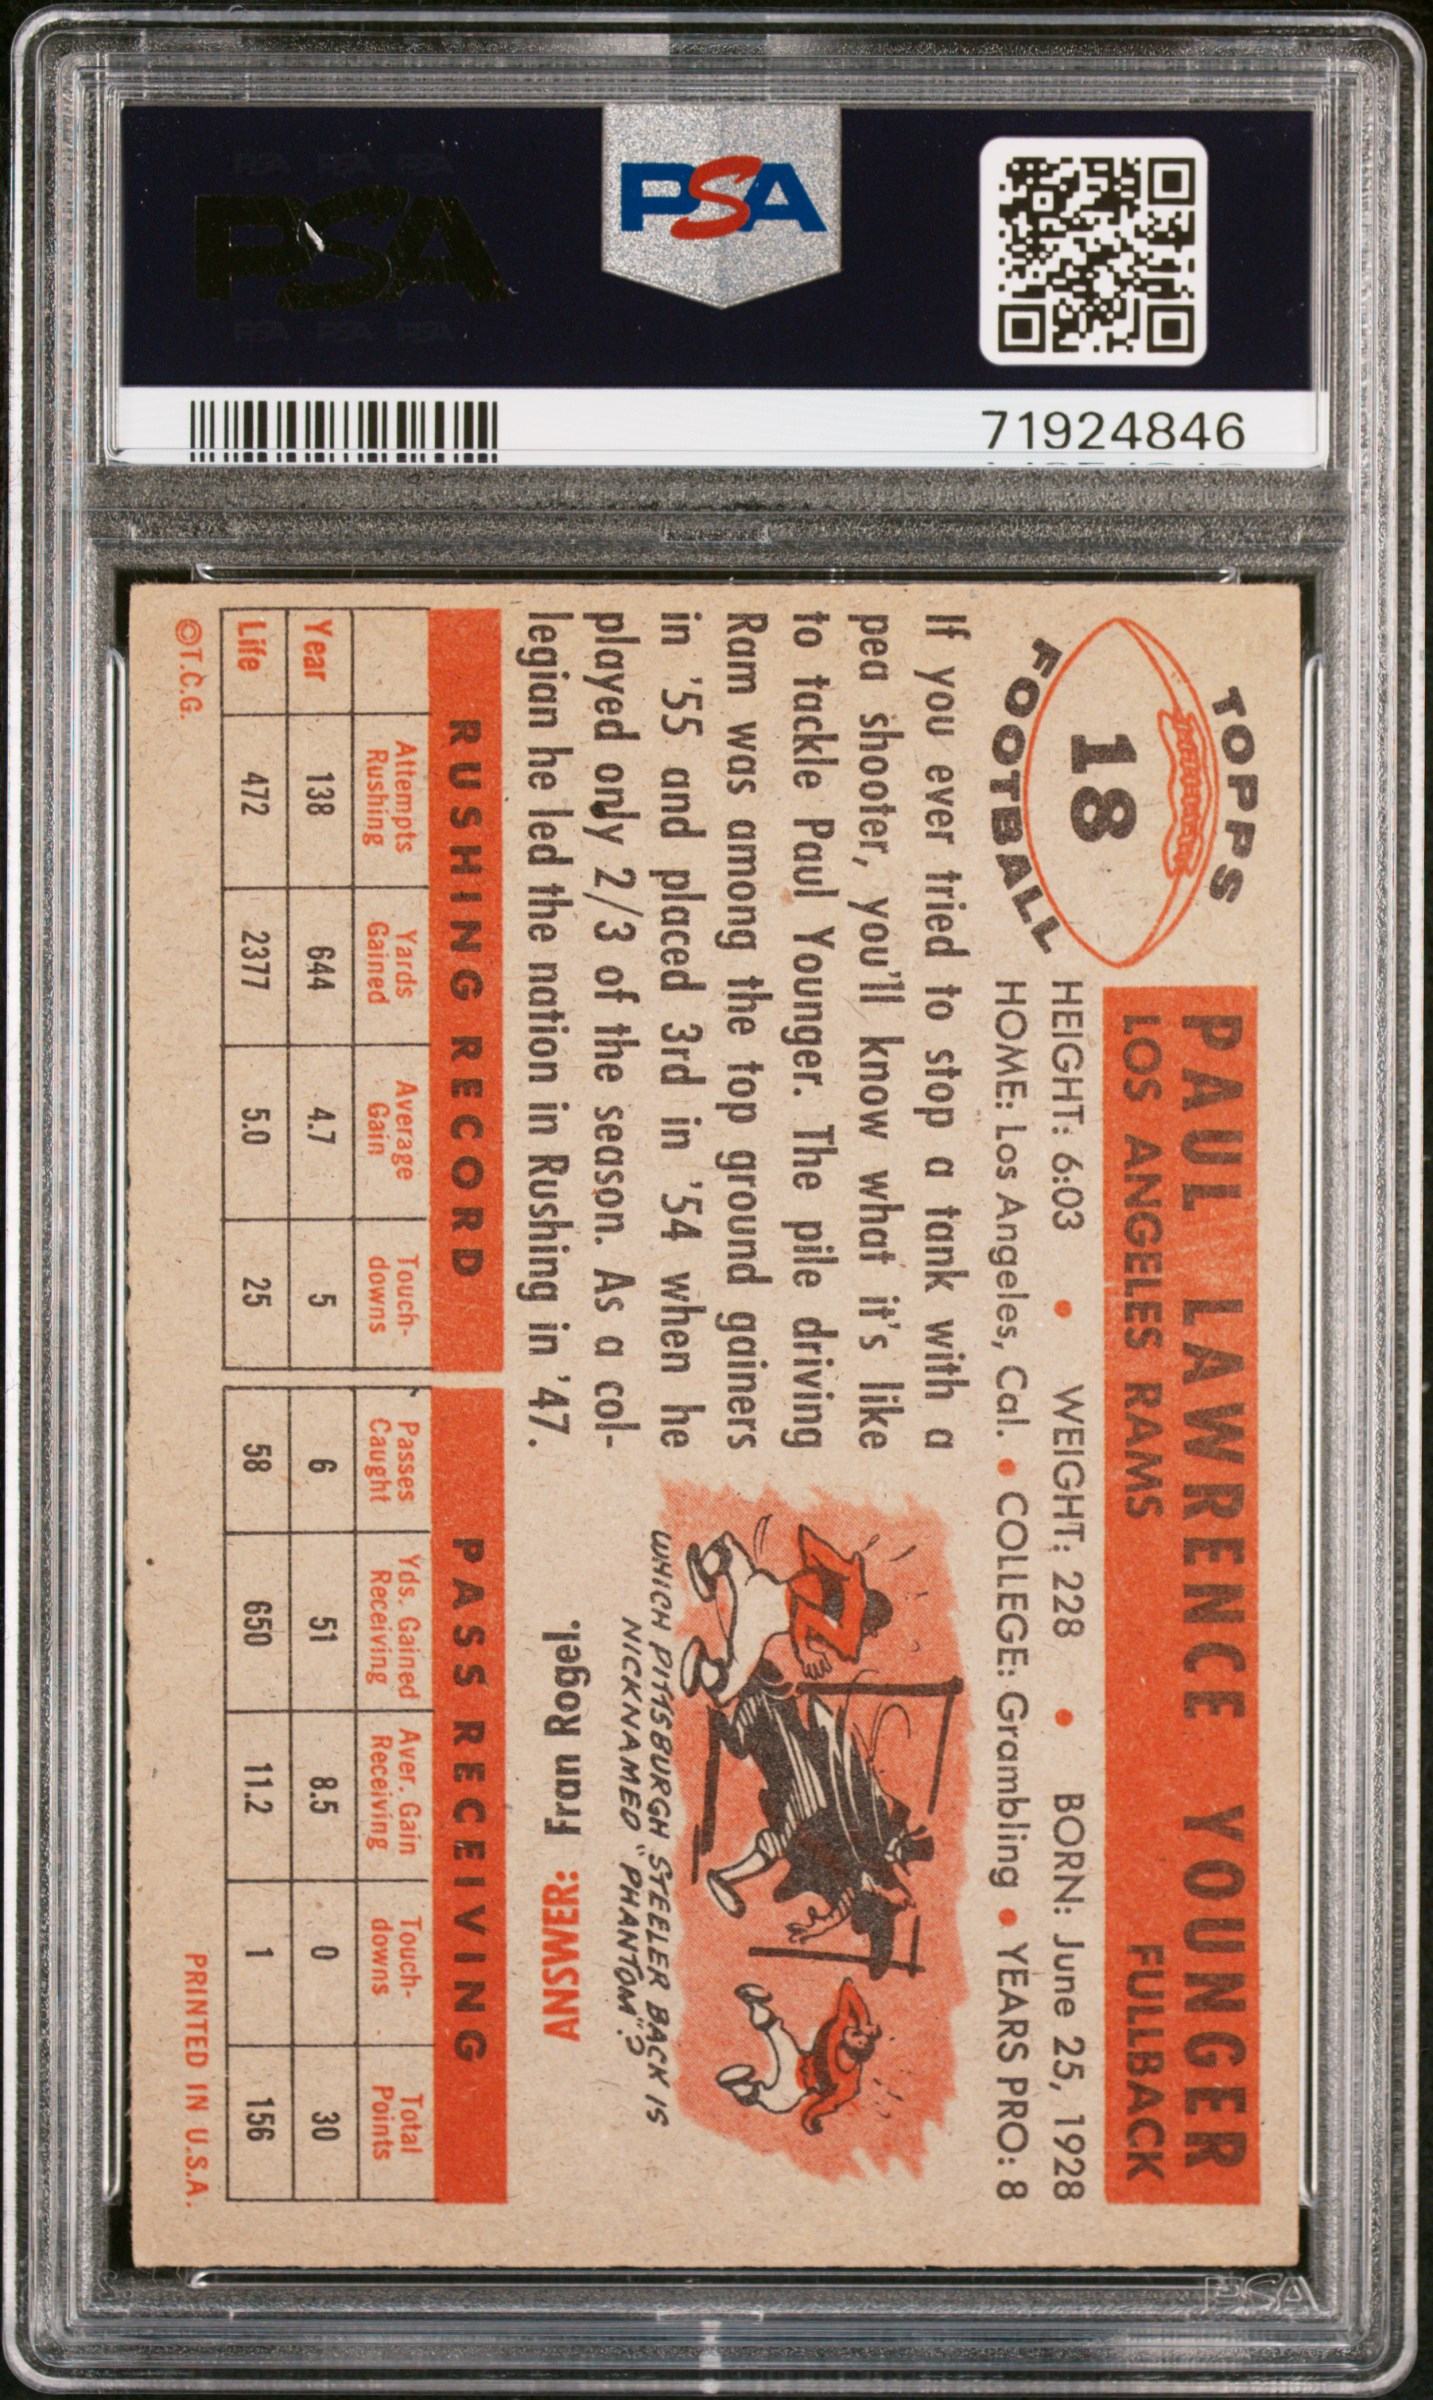 PSA PSA PSA
PSA
PSA PSA PSA
PSA
71924846
TOPPS
18
FOOTBALL
PAUL LAWRENCE YOUNGER
LOS ANGELES RAMS FULLBACK
HEIGHT: 6:03 • WEIGHT: 228 • BORN: June 25, 1928
HOME: Los Angeles, Cal. • COLLEGE: Grambling • YEARS PRO: 8
If you ever tried to stop a tank with a
pea shooter, you'll know what it's like
to tackle Paul Younger. The pile driving
Ram was among the top ground gainers
in '55 and placed 3rd in '54 when he
played only 2/3 of the season. As a col-
legian he led the nation in Rushing in '47.
WHICH PITTSBURGH STEELER BACK IS
NICKNAMED "PHANTOM"?
ANSWER: Fran Rogel.
RUSHING RECORD
Attempts Rushing Yards Gained Average Gain Touch-downs
Year 138 644 4.7 5
Life 472 2377 5.0 25
PASS RECEIVING
Passes Caught Yds. Gained Receiving Aver. Gain Receiving Touch-downs Total Points
6 51 8.5 0 30
58 650 11.2 1 156
©T.C.G. PRINTED IN U.S.A.
PSA